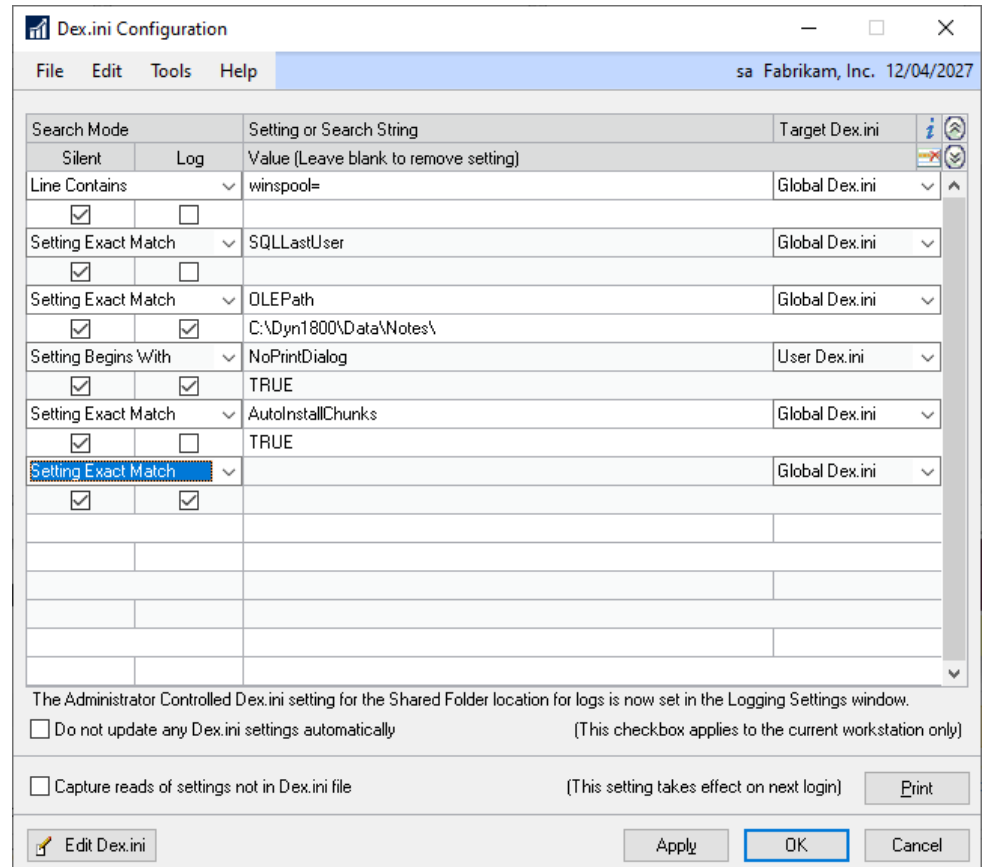 Dex.ini Configuration
File Edit Tools Help sa Fabrikam, Inc. 12/04/2027
Search Mode Setting or Search String Target Dex.ini
Silent Log Value (Leave blank to remove setting)
Line Contains winspool= Global Dex.ini
Setting Exact Match SQLLastUser Global Dex.ini
Setting Exact Match OLEPath Global Dex.ini
C:\Dyn1800\Data\Notes\
Setting Begins With NoPrintDialog User Dex.ini
TRUE
Setting Exact Match AutoInstallChunks Global Dex.ini
TRUE
Setting Exact Match Global Dex.ini
The Administrator Controlled Dex.ini setting for the Shared Folder location for logs is now set in the Logging Settings window.
Do not update any Dex.ini settings automatically (This checkbox applies to the current workstation only)
Capture reads of settings not in Dex.ini file (This setting takes effect on next login) Print
Edit Dex.ini Apply OK Cancel